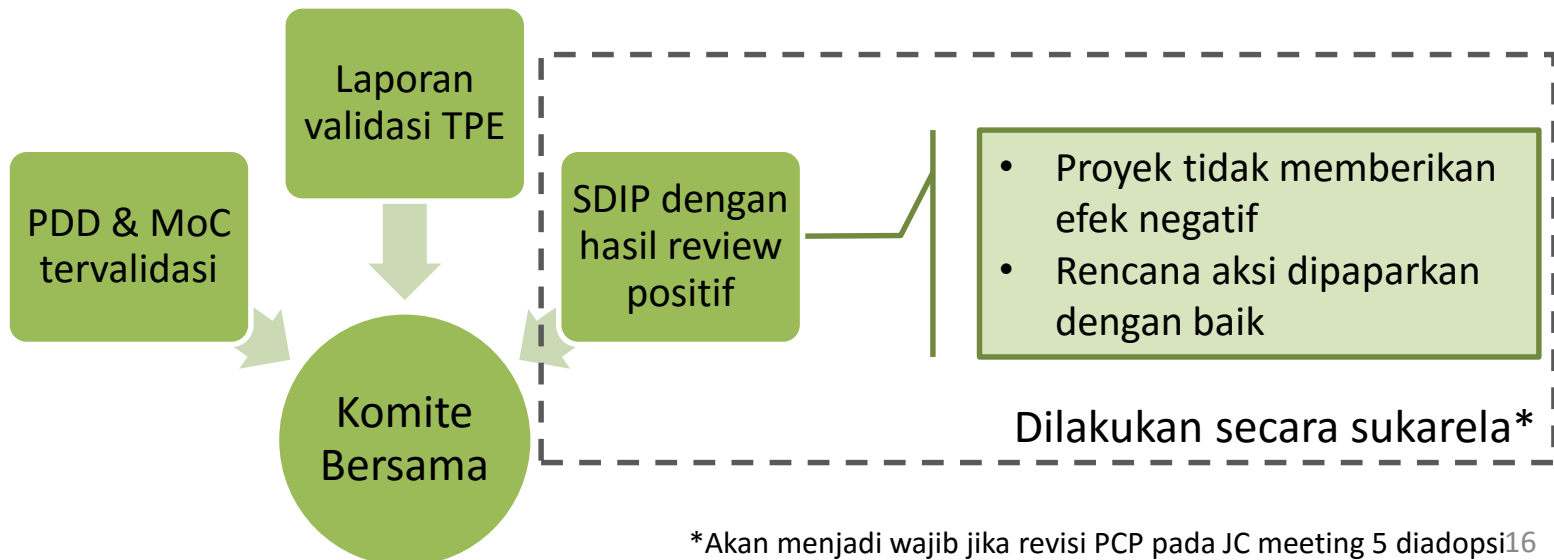 Laporan
validasi TPE
PDD & MoC
tervalidasi
SDIP dengan
hasil review
positif
• Proyek tidak memberikan
efek negatif
• Rencana aksi dipaparkan
dengan baik
Komite
Bersama
Dilakukan secara sukarela*
*Akan menjadi wajib jika revisi PCP pada JC meeting 5 diadopsi
16